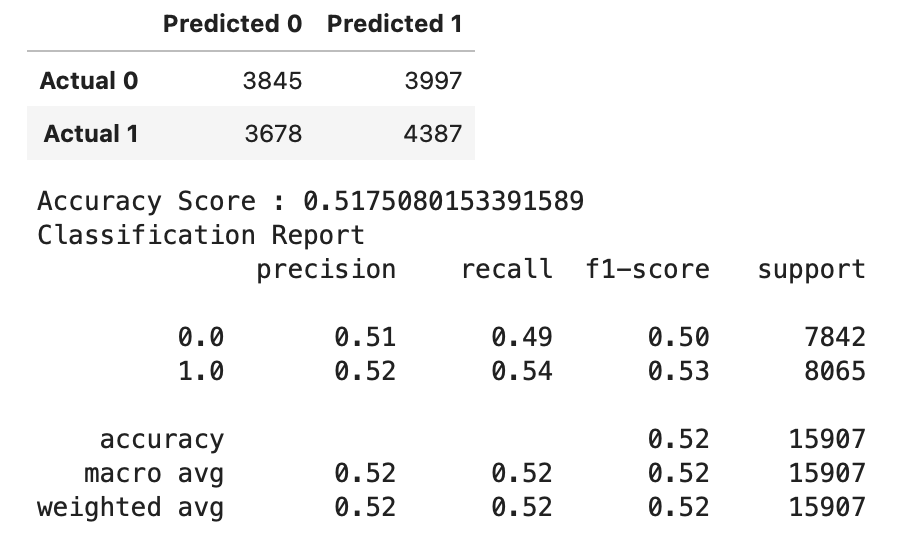 Predicted 0 Predicted 1
Actual 0 3845 3997
Actual 1 3678 4387
Accuracy Score : 0.5175080153391589
Classification Report
precision recall f1-score support
0.0 0.51 0.49 0.50 7842
1.0 0.52 0.54 0.53 8065
accuracy 0.52 15907
macro avg 0.52 0.52 0.52 15907
weighted avg 0.52 0.52 0.52 15907